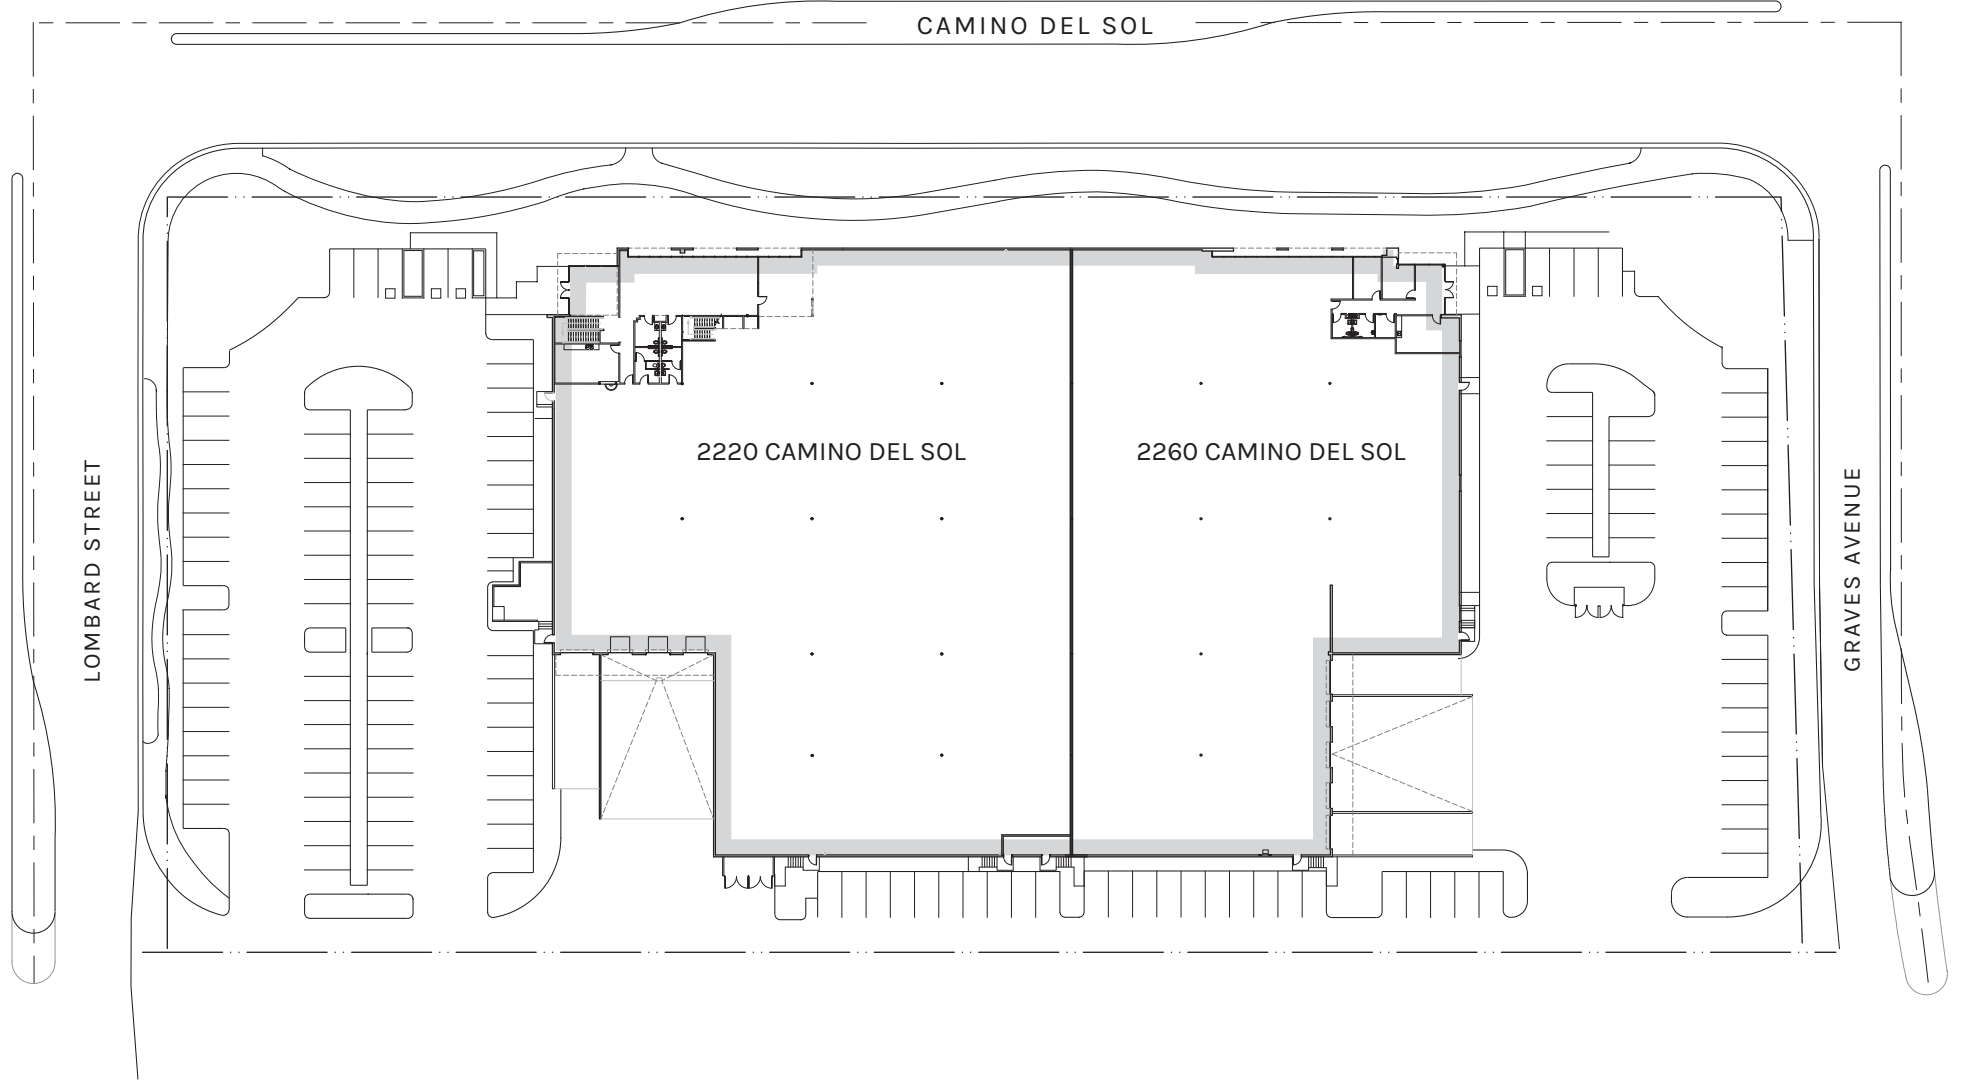 CAMINO DEL SOL
2220 CAMINO DEL SOL
2260 CAMINO DEL SOL
LOMBARD STREET
GRAVES AVENUE